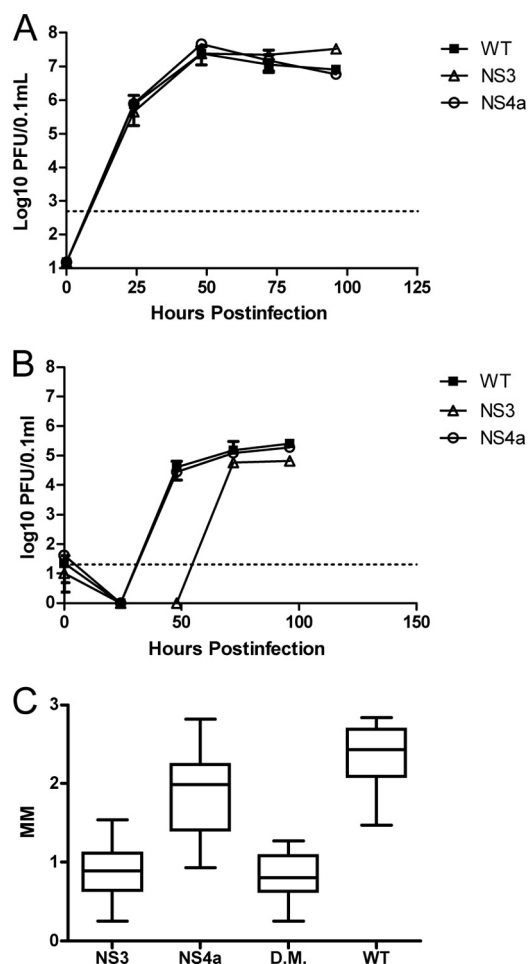 A
8
7
6
5
4
3
2
1
Log10 PFU/0.1mL
0 25 50 75 100 125
Hours Postinfection
WT
NS3
NS4a
B
8
7
6
5
4
3
2
1
0
log10 PFU/0.1ml
0 50 100 150
Hours Postinfection
WT
NS3
NS4a
C
3
2
1
0
MM
NS3 NS4a D.M. WT